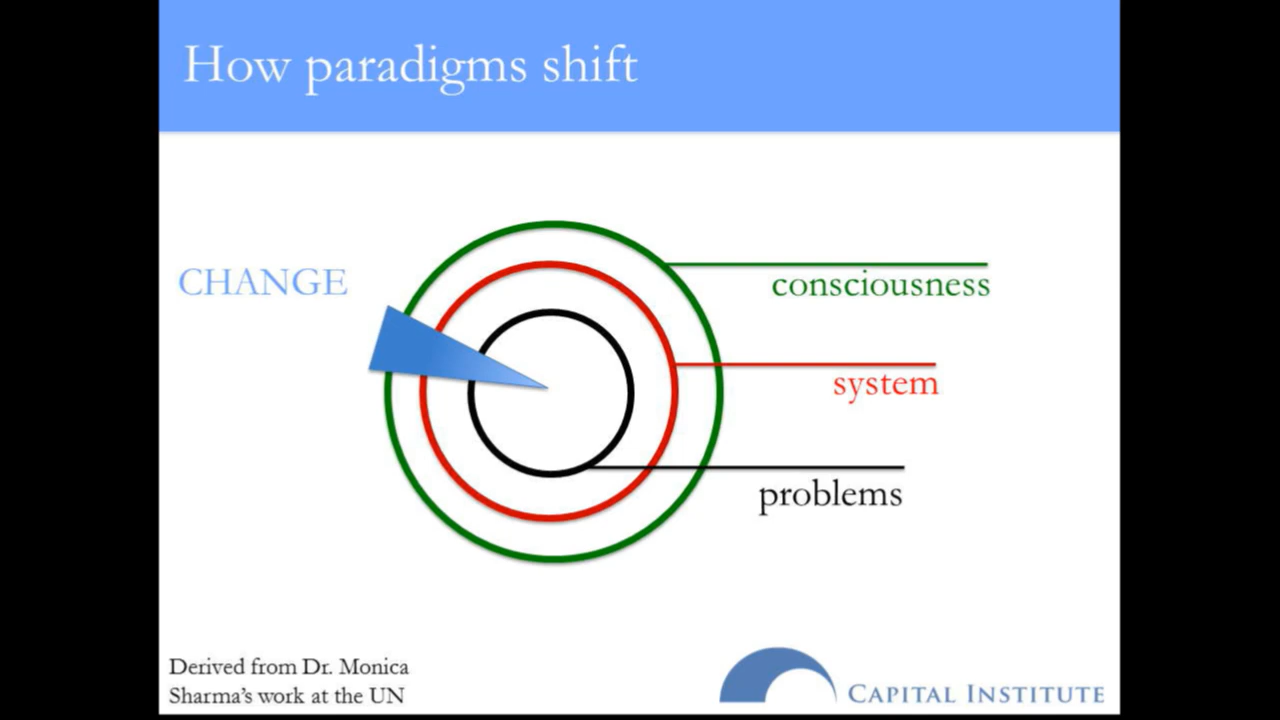 How paradigms shift
CHANGE
consciousness
system
problems
Derived from Dr. Monica
Sharma's work at the UN
CAPITAL INSTITUTE